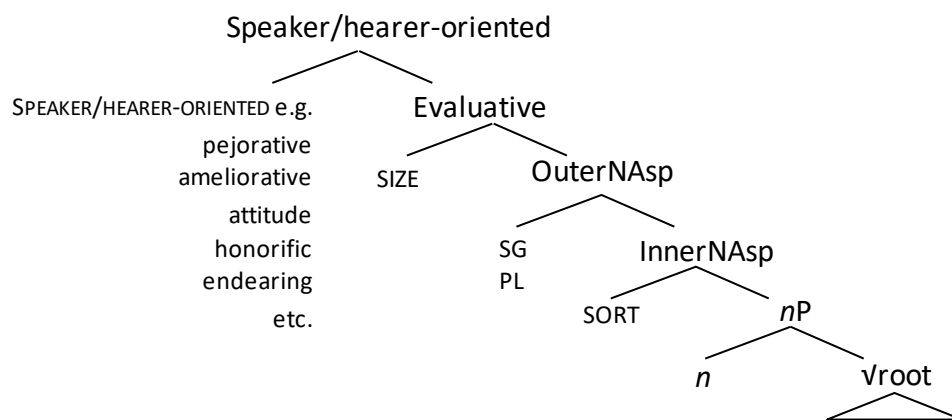 Speaker/hearer-oriented
SPEAKER/HEARER-ORIENTED e.g. Evaluative
pejorative
ameliorative SIZE OuterNAsp
attitude
honorific SG InnerNAsp
endearing PL
etc. SORT nP
n √root